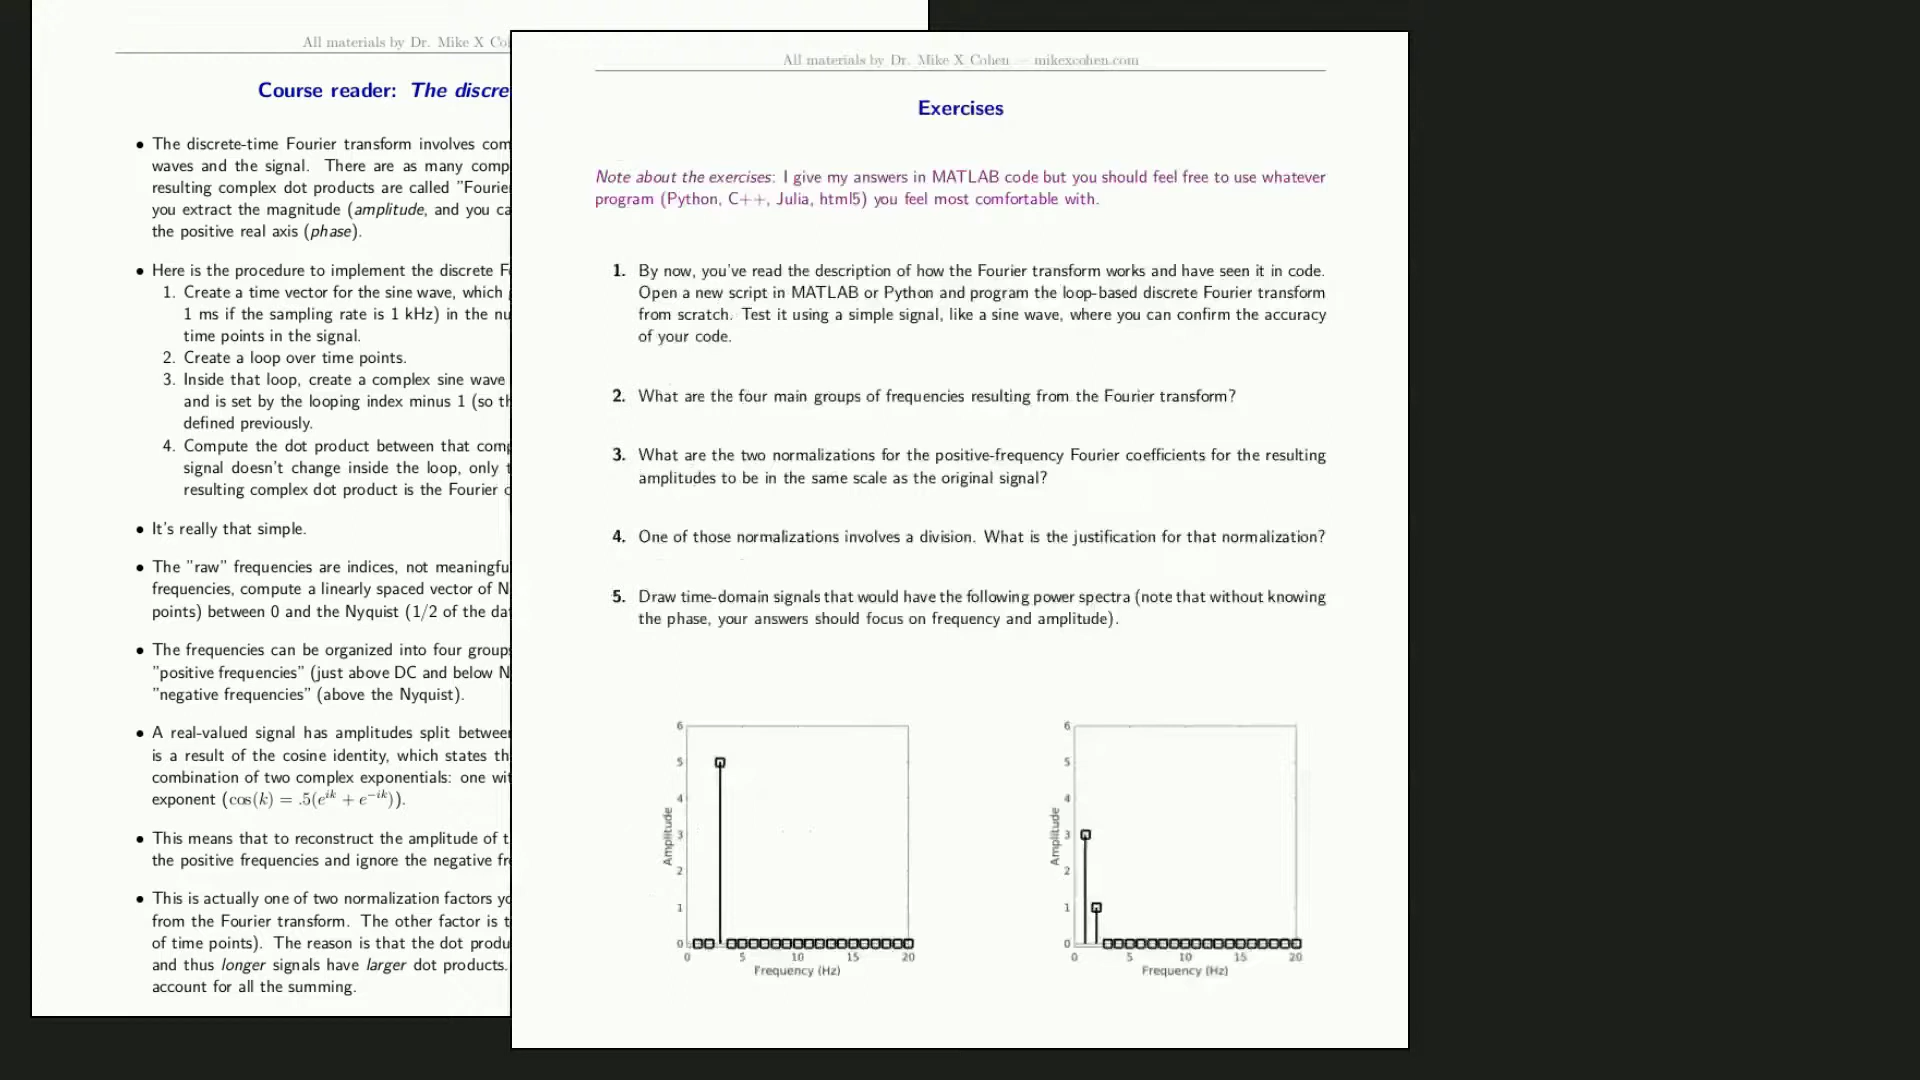 All materials by Dr. Mike X
Course reader: The discre
• The discrete-time Fourier transform involves com
waves and the signal. There are as many comp
resulting complex dot products are called "Fourie
you extract the magnitude (amplitude, and you ca
the positive real axis (phase).
• Here is the procedure to implement the discrete F
1. Create a time vector for the sine wave, which
1 ms if the sampling rate is 1 kHz) in the nu
time points in the signal.
2. Create a loop over time points.
3. Inside that loop, create a complex sine wave
and is set by the looping index minus 1 (so th
defined previously.
4. Compute the dot product between that comp
signal doesn't change inside the loop, only t
resulting complex dot product is the Fourier c
• It's really that simple.
• The "raw" frequencies are indices, not meaningfu
frequencies, compute a linearly spaced vector of N
points) between 0 and the Nyquist (1/2 of the da
• The frequencies can be organized into four group
"positive frequencies" (just above DC and below N
"negative frequencies" (above the Nyquist).
• A real-valued signal has amplitudes split betwee
is a result of the cosine identity, which states th
combination of two complex exponentials: one wi
exponent (cos(k) = .5(e^{ik} + e^{−ik})).
• This means that to reconstruct the amplitude of t
the positive frequencies and ignore the negative fr
• This is actually one of two normalization factors yo
from the Fourier transform. The other factor is t
of time points). The reason is that the dot produ
and thus longer signals have larger dot products.
account for all the summing.
All materials by Dr. Mike X Cohen — mikexcohen.com
Exercises
Note about the exercises: I give my answers in MATLAB code but you should feel free to use whatever
program (Python, C++, Julia, html5) you feel most comfortable with.
1. By now, you've read the description of how the Fourier transform works and have seen it in code.
Open a new script in MATLAB or Python and program the loop-based discrete Fourier transform
from scratch. Test it using a simple signal, like a sine wave, where you can confirm the accuracy
of your code.
2. What are the four main groups of frequencies resulting from the Fourier transform?
3. What are the two normalizations for the positive-frequency Fourier coefficients for the resulting
amplitudes to be in the same scale as the original signal?
4. One of those normalizations involves a division. What is the justification for that normalization?
5. Draw time-domain signals that would have the following power spectra (note that without knowing
the phase, your answers should focus on frequency and amplitude).
6
5
4
3
2
1
0
Amplitude
0 5 10 15 20
Frequency (Hz)
6
5
4
3
2
1
0
Amplitude
0 5 10 15 20
Frequency (Hz)